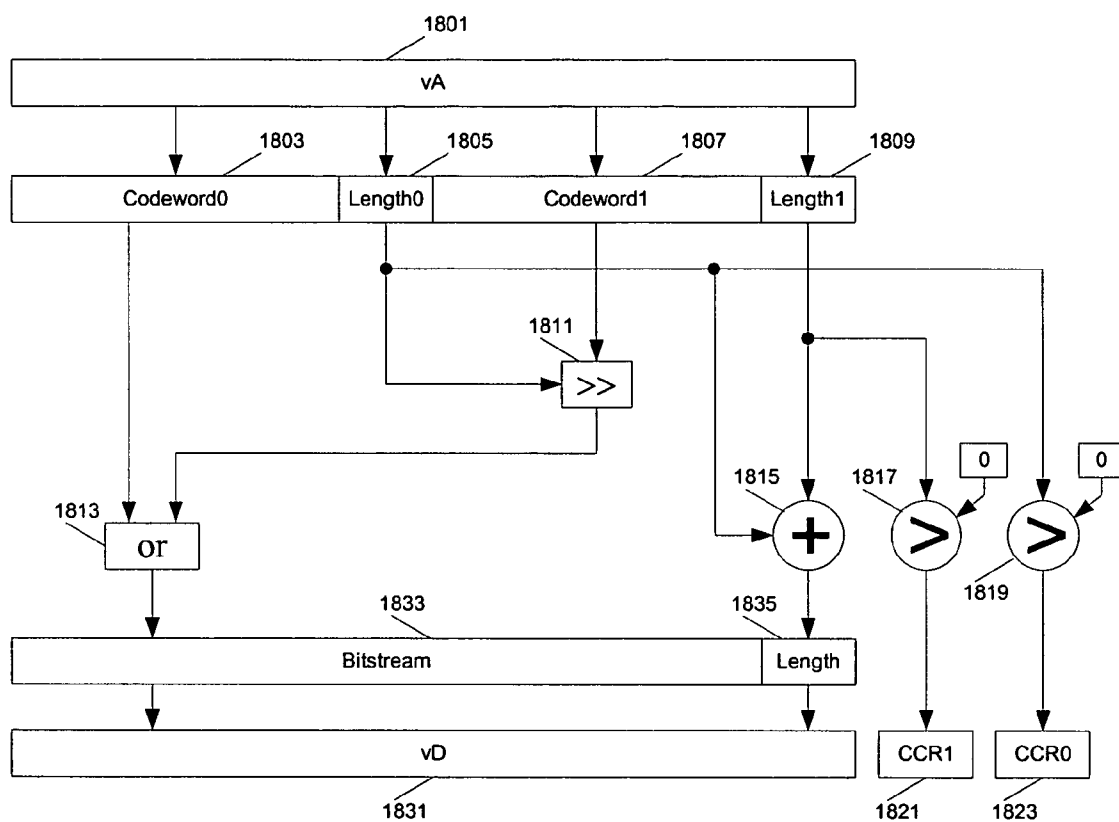 1801
vA
1803 1805 1807 1809
Codeword0 Length0 Codeword1 Length1
1811
>>
0 0
1815 1817
1813
or + > >
1819
1833 1835
Bitstream Length
vD CCR1 CCR0
1831 1821 1823